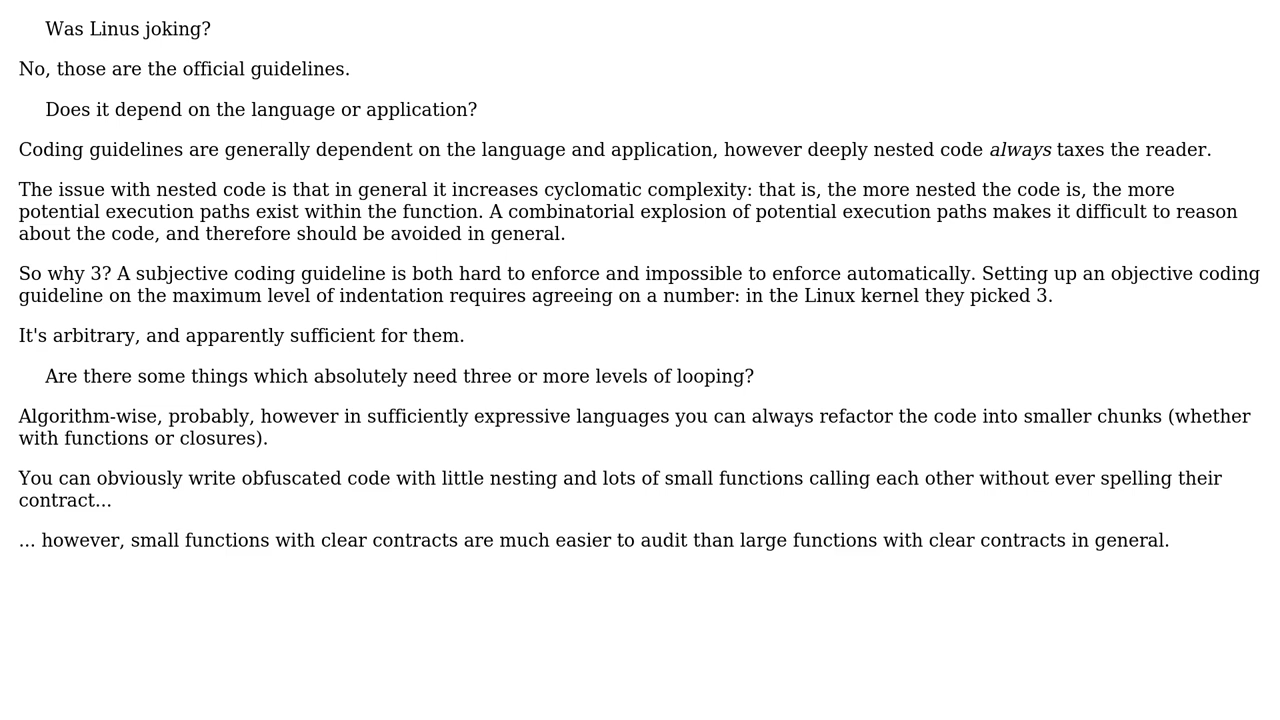 Was Linus joking?
No, those are the official guidelines.
Does it depend on the language or application?
Coding guidelines are generally dependent on the language and application, however deeply nested code always taxes the reader.
The issue with nested code is that in general it increases cyclomatic complexity: that is, the more nested the code is, the more
potential execution paths exist within the function. A combinatorial explosion of potential execution paths makes it difficult to reason
about the code, and therefore should be avoided in general.
So why 3? A subjective coding guideline is both hard to enforce and impossible to enforce automatically. Setting up an objective coding
guideline on the maximum level of indentation requires agreeing on a number: in the Linux kernel they picked 3.
It's arbitrary, and apparently sufficient for them.
Are there some things which absolutely need three or more levels of looping?
Algorithm-wise, probably, however in sufficiently expressive languages you can always refactor the code into smaller chunks (whether
with functions or closures).
You can obviously write obfuscated code with little nesting and lots of small functions calling each other without ever spelling their
contract...
... however, small functions with clear contracts are much easier to audit than large functions with clear contracts in general.